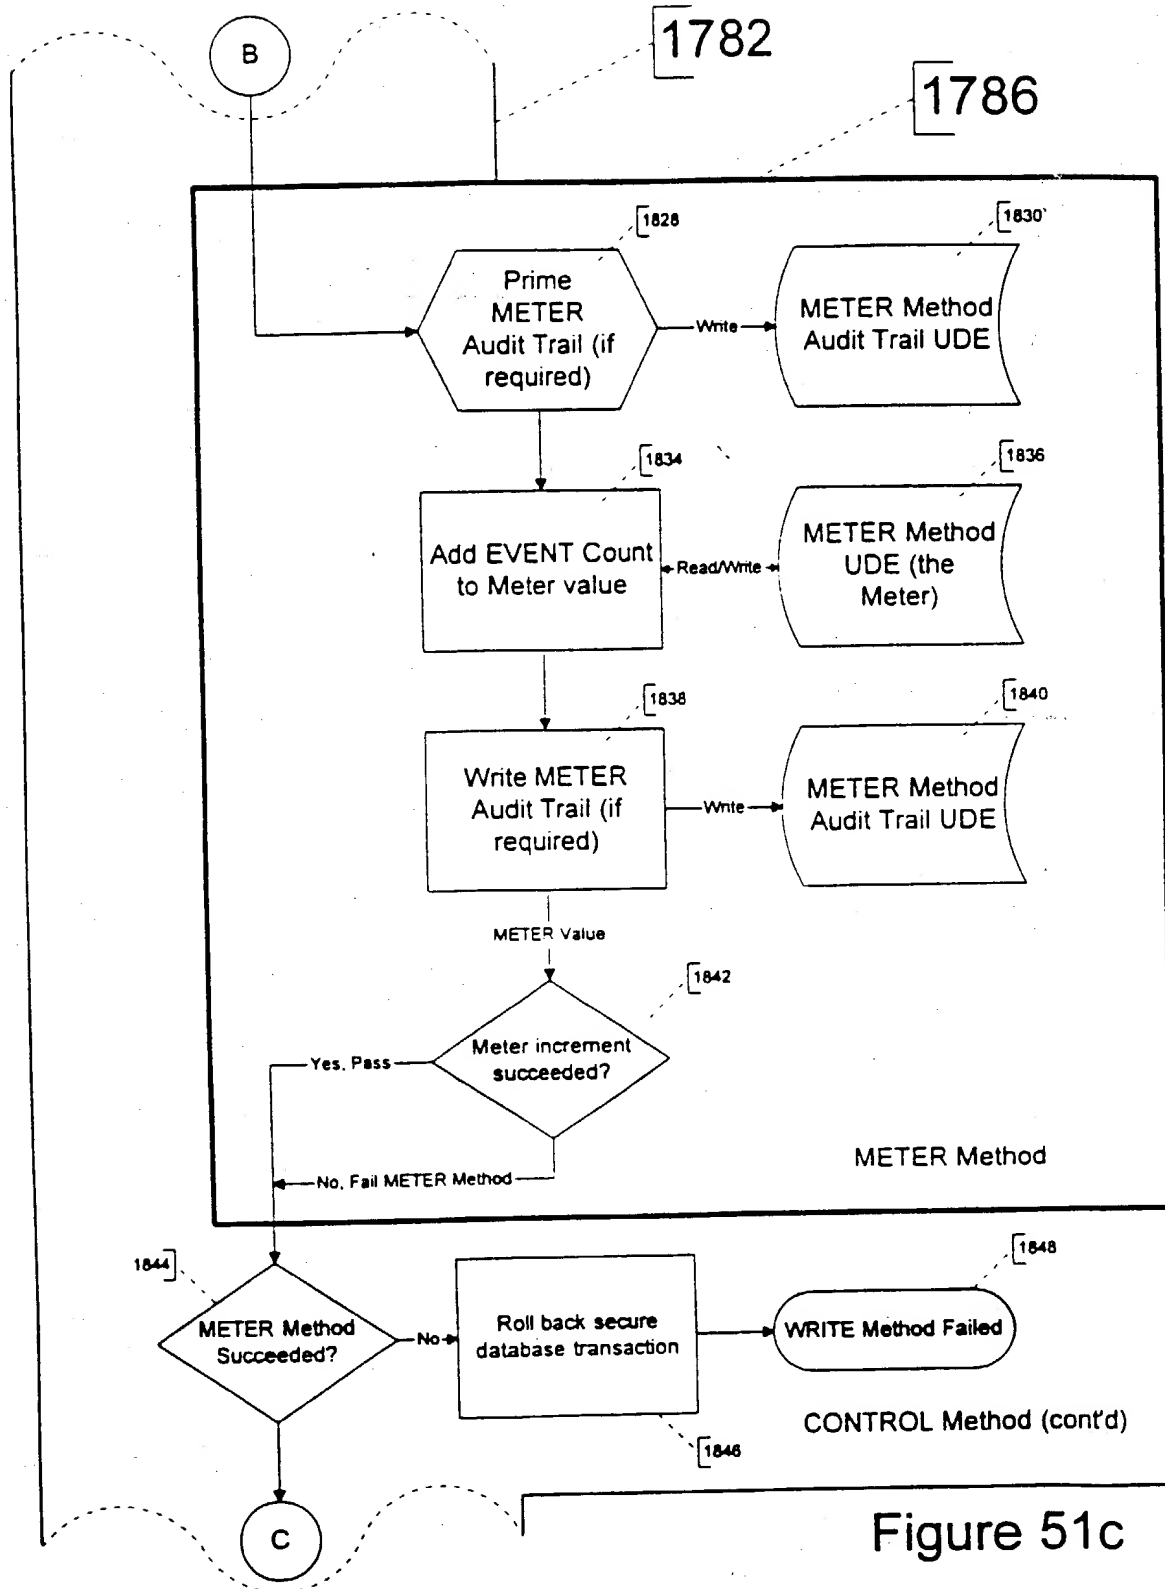 B
1782
1786
1828
1830
Prime
METER
Audit Trail (if
required)
Write
METER Method
Audit Trail UDE
1834
1836
Add EVENT Count
to Meter value
Read/Write
METER Method
UDE (the
Meter)
1838
1840
Write METER
Audit Trail (if
required)
Write
METER Method
Audit Trail UDE
METER Value
1842
Meter increment
succeeded?
Yes, Pass
No, Fail METER Method
METER Method
1844
1848
METER Method
Succeeded?
No
Roll back secure
database transaction
WRITE Method Failed
1846
CONTROL Method (cont'd)
C
Figure 51c